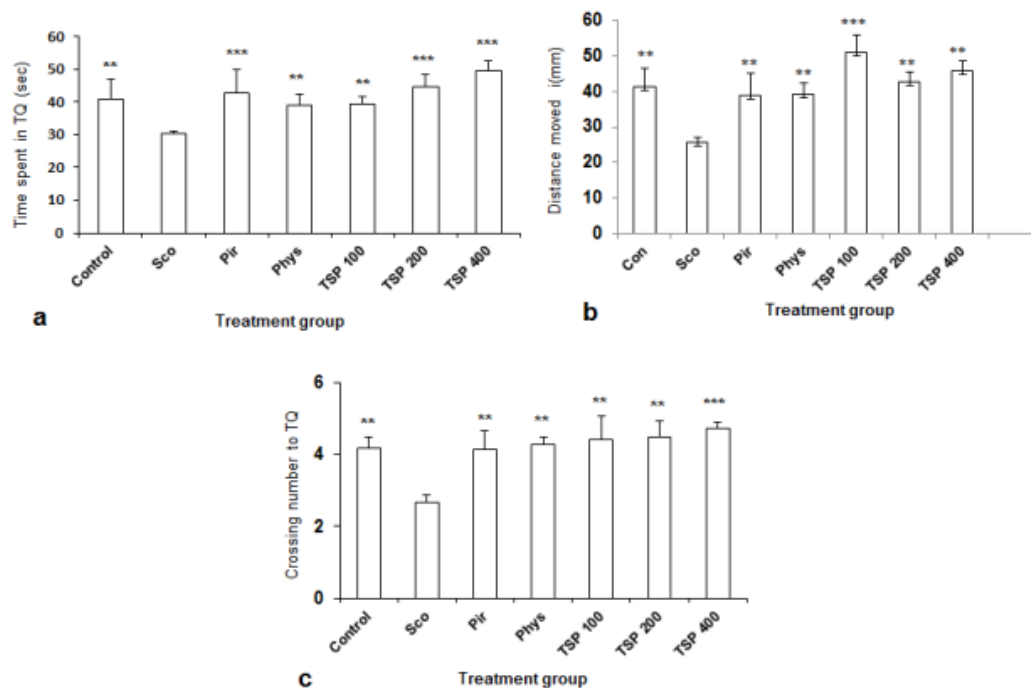 Time spent in TQ (sec)
60
50
40
30
20
10
0
** *** ** ** *** ***
Control Sco Pir Phys TSP 100 TSP 200 TSP 400
a
Treatment group
Distance moved i(mm)
60
50
40
30
20
10
0
** ** ** *** ** **
Con Sco Pir Phys TSP 100 TSP 200 TSP 400
b
Treatment group
Crossing number to TQ
6
4
2
0
** ** ** ** ** ***
Control Sco Pir Phys TSP 100 TSP 200 TSP 400
c
Treatment group